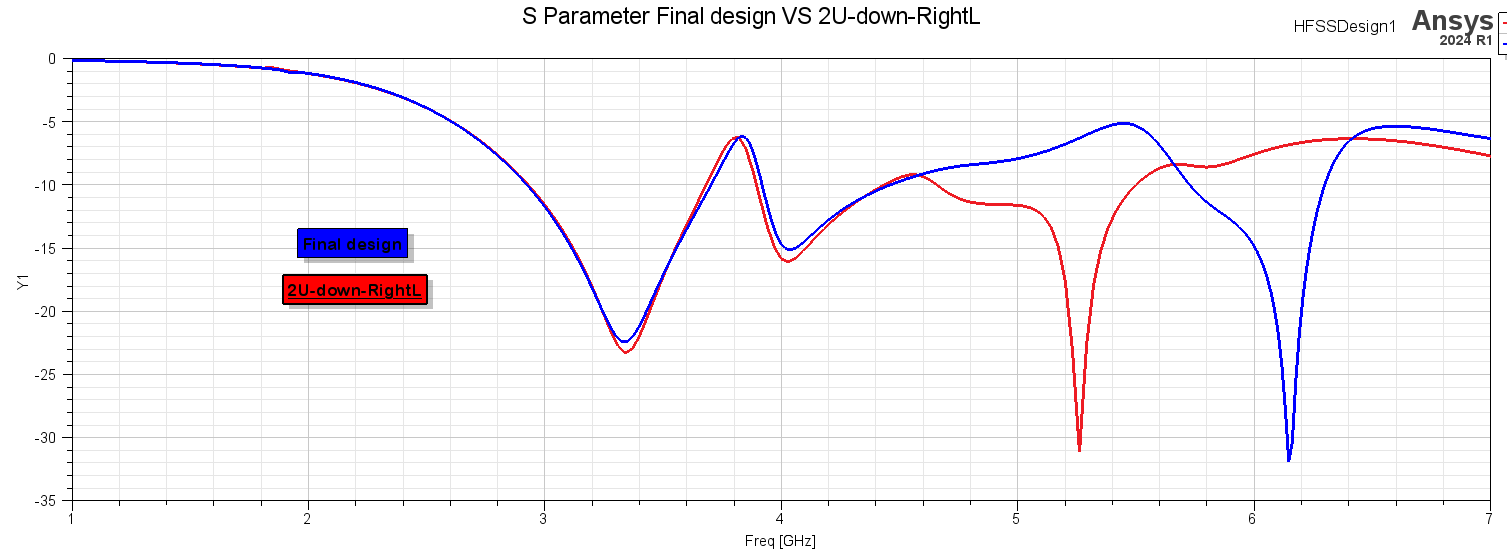 S Parameter Final design VS 2U-down-RightL
HFSSDesign1
Ansys
2024 R1
0
-5
-10
-15
-20
-25
-30
-35
Y1
Final design
2U-down-RightL
1
2
3
4
5
6
7
Freq [GHz]